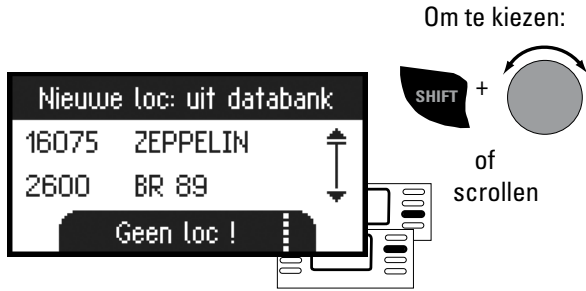 Om te kiezen:
Nieuwe loc: uit databank
SHIFT +
16075 ZEPPELIN
2600 BR 89
of
scrollen
Geen loc !